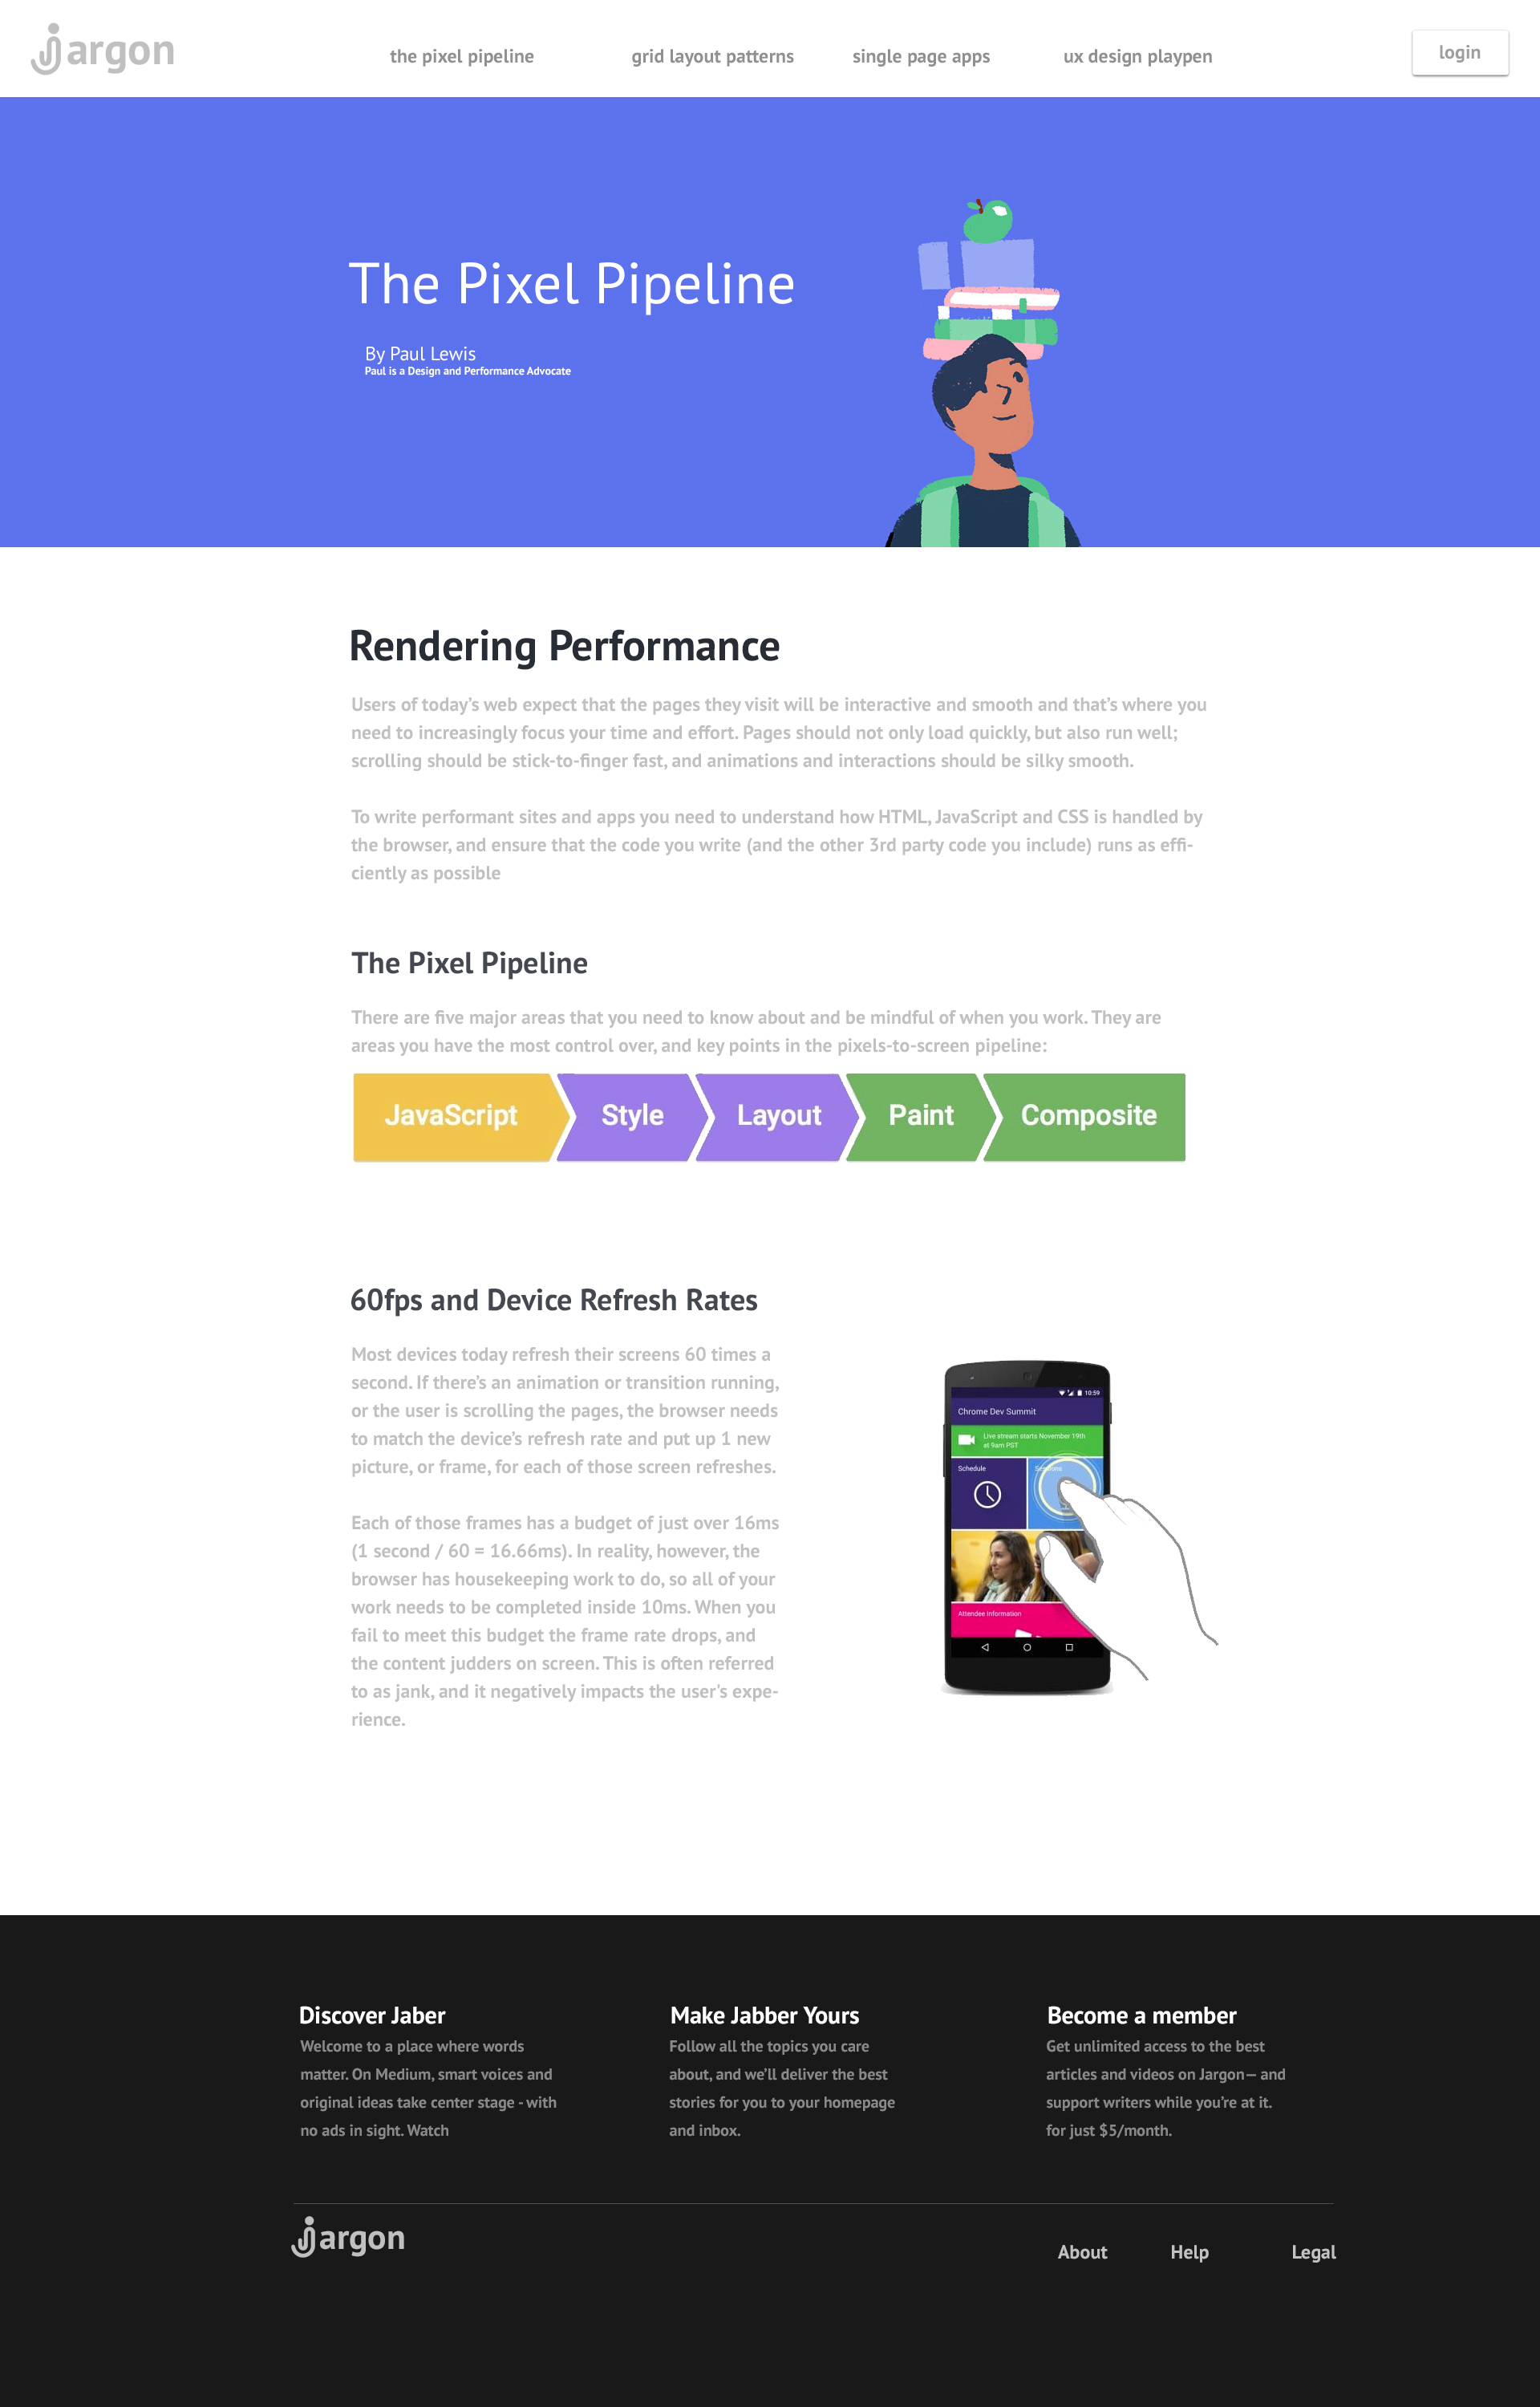 jargon
the pixel pipeline
grid layout patterns
single page apps
ux design playpen
login
The Pixel Pipeline
By Paul Lewis
Paul is a Design and Performance Advocate
Rendering Performance
Users of today’s web expect that the pages they visit will be interactive and smooth and that’s where you
need to increasingly focus your time and effort. Pages should not only load quickly, but also run well;
scrolling should be stick-to-finger fast, and animations and interactions should be silky smooth.
To write performant sites and apps you need to understand how HTML, JavaScript and CSS is handled by
the browser, and ensure that the code you write (and the other 3rd party code you include) runs as effi-
ciently as possible
The Pixel Pipeline
There are five major areas that you need to know about and be mindful of when you work. They are
areas you have the most control over, and key points in the pixels-to-screen pipeline:
JavaScript
Style
Layout
Paint
Composite
60fps and Device Refresh Rates
Most devices today refresh their screens 60 times a
second. If there’s an animation or transition running,
or the user is scrolling the pages, the browser needs
to match the device’s refresh rate and put up 1 new
picture, or frame, for each of those screen refreshes.
Each of those frames has a budget of just over 16ms
(1 second / 60 = 16.66ms). In reality, however, the
browser has housekeeping work to do, so all of your
work needs to be completed inside 10ms. When you
fail to meet this budget the frame rate drops, and
the content judders on screen. This is often referred
to as jank, and it negatively impacts the user's expe-
rience.
10:59
Chrome Dev Summit
Live stream starts November 19th
at 9am PST
Schedule
Sessions
Attendee Information
Discover Jaber
Welcome to a place where words
matter. On Medium, smart voices and
original ideas take center stage - with
no ads in sight. Watch
Make Jabber Yours
Follow all the topics you care
about, and we’ll deliver the best
stories for you to your homepage
and inbox.
Become a member
Get unlimited access to the best
articles and videos on Jargon— and
support writers while you’re at it.
for just $5/month.
jargon
About
Help
Legal